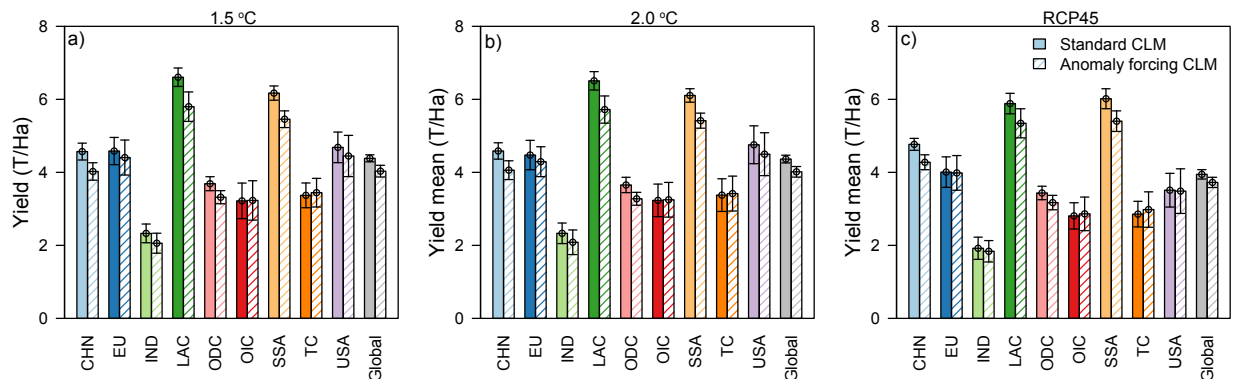 1.5 °C
a)
Yield (T/Ha)
8
6
4
2
0
CHN
EU
IND
LAC
ODC
OIC
SSA
TC
USA
Global
2.0 °C
b)
Yield mean (T/Ha)
8
6
4
2
0
CHN
EU
IND
LAC
ODC
OIC
SSA
TC
USA
Global
RCP45
c)
Standard CLM
Anomaly forcing CLM
Yield mean (T/Ha)
8
6
4
2
0
CHN
EU
IND
LAC
ODC
OIC
SSA
TC
USA
Global